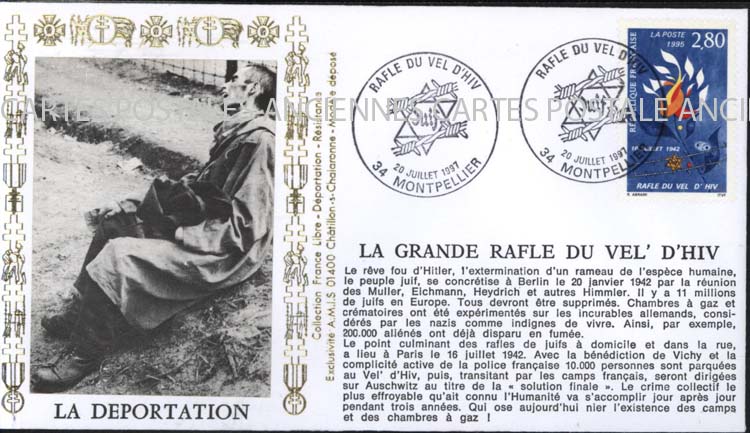 LA POSTE
1995
2,80
RÉPUBLIQUE FRANÇAISE
16 JUILLET 1942
RAFLE DU VEL D'HIV
RAFLE DU VEL D'HIV
Juif
20 JUILLET 1997
34 MONTPELLIER
RAFLE DU VEL D'HIV
Juif
20 JUILLET 1997
34 MONTPELLIER
CARTES POSTALE ANCIENNES CARTES POSTALE ANCI
Collection France Libre - Déportation - Résistance
Exclusivité A.M.I.S 01400 Châtillon-s-Chalaronne - Modèle déposé
LA DEPORTATION
LA GRANDE RAFLE DU VEL' D'HIV
Le rêve fou d'Hitler, l'extermination d'un rameau de l'espèce humaine,
le peuple juif, se concrétise à Berlin le 20 janvier 1942 par la réunion
des Muller, Eichmann, Heydrich et autres Himmler. Il y a 11 millions
de juifs en Europe. Tous devront être supprimés. Chambres à gaz et
crématoires ont été expérimentés sur les incurables allemands, consi-
dérés par les nazis comme indignes de vivre. Ainsi, par exemple,
200.000 aliénés ont déjà disparu en fumée.
Le point culminant des rafles de juifs à domicile et dans la rue,
a lieu à Paris le 16 juillet 1942. Avec la bénédiction de Vichy et la
complicité active de la police française 10.000 personnes sont parquées
au Vel' d'Hiv, puis, transitant par les camps français, seront dirigées
sur Auschwitz au titre de la « solution finale ». Le crime collectif le
plus effroyable qu'ait connu l'Humanité va s'accomplir jour après jour
pendant trois années. Qui ose aujourd'hui nier l'existence des camps
et des chambres à gaz !